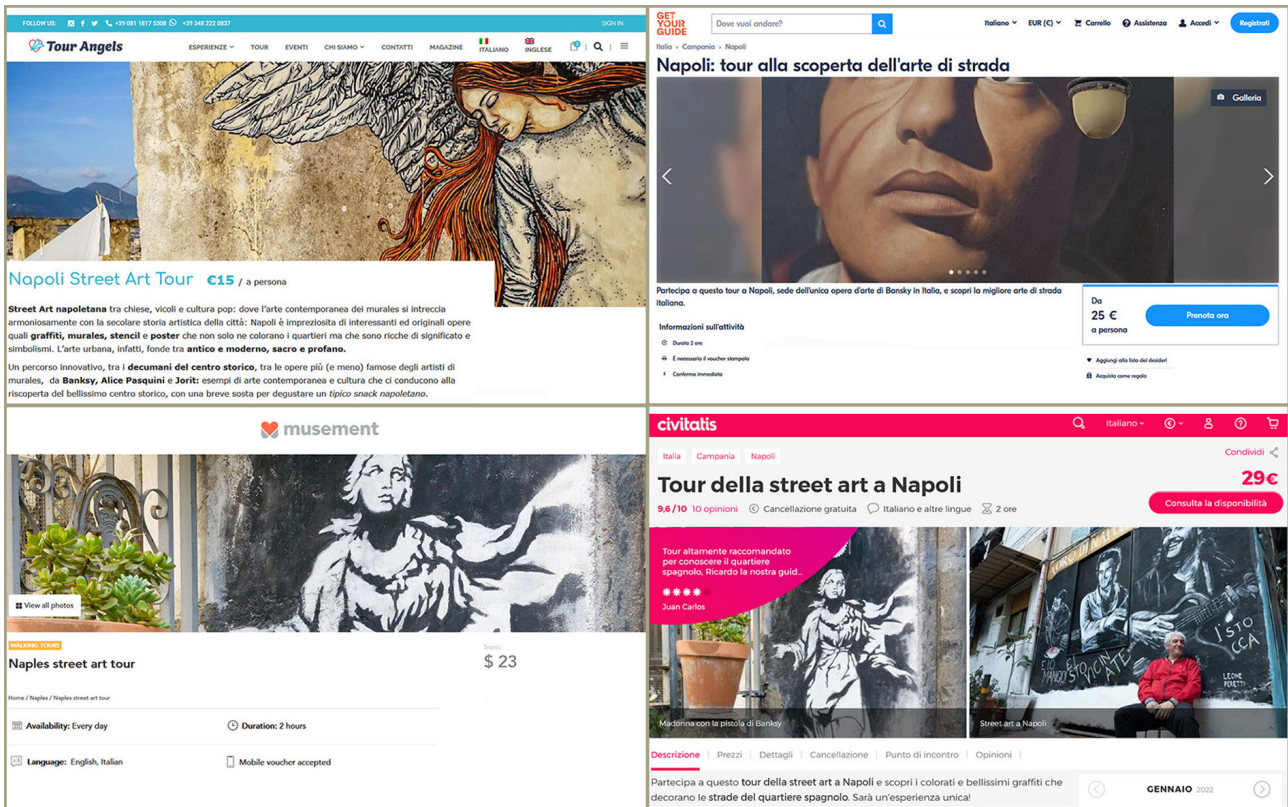 FOLLOW US:
+39 081 1817 5308
+39 348 222 0837
SIGN IN
Tour Angels
ESPERIENZE
TOUR
EVENTI
CHI SIAMO
CONTATTI
MAGAZINE
ITALIANO
INGLESE
Napoli Street Art Tour €15 / a persona
Street Art napoletana tra chiese, vicoli e cultura pop: dove l'arte contemporanea dei murales si intreccia
armoniosamente con la secolare storia artistica della città: Napoli è impreziosita di interessanti ed originali opere
quali graffiti, murales, stencil e poster che non solo ne colorano i quartieri ma che sono ricche di significato e
simbolismi. L'arte urbana, infatti, fonde tra antico e moderno, sacro e profano.
Un percorso innovativo, tra i decumani del centro storico, tra le opere più (e meno) famose degli artisti di
murales, da Banksy, Alice Pasquini e Jorit: esempi di arte contemporanea e cultura che ci conducono alla
riscoperta del bellissimo centro storico, con una breve sosta per degustare un tipico snack napoletano.
GET
YOUR
GUIDE
Dove vuoi andare?
Italiano
EUR (€)
Carrello
Assistenza
Accedi
Registrati
Italia › Campania › Napoli
Napoli: tour alla scoperta dell'arte di strada
Galleria
Partecipa a questo tour a Napoli, sede dell'unica opera d'arte di Bansky in Italia, e scopri la migliore arte di strada
italiana.
Informazioni sull'attività
Durata 2 ore
È necessario il voucher stampato
Conferma immediata
Da
25 €
a persona
Prenota ora
Aggiungi alla lista dei desideri
Acquista come regalo
musement
View all photos
WALKING TOURS
Naples street art tour
from:
$ 23
Home / Naples / Naples street art tour
Availability: Every day
Duration: 2 hours
Language: English, Italian
Mobile voucher accepted
civitatis
Italiano
Italia
Campania
Napoli
Condividi
Tour della street art a Napoli
29€
9,6 / 10 10 opinioni
Cancellazione gratuita
Italiano e altre lingue
2 ore
Consulta la disponibilità
Tour altamente raccomandato
per conoscere il quartiere
spagnolo, Ricardo la nostra guid...
Juan Carlos
Madonna con la pistola di Banksy
I STO
CCA
LEONE
PERETTI
Street art a Napoli
Descrizione
Prezzi
Dettagli
Cancellazione
Punto di incontro
Opinioni
Partecipa a questo tour della street art a Napoli e scopri i colorati e bellissimi graffiti che
decorano le strade del quartiere spagnolo. Sarà un'esperienza unica!
GENNAIO 2022